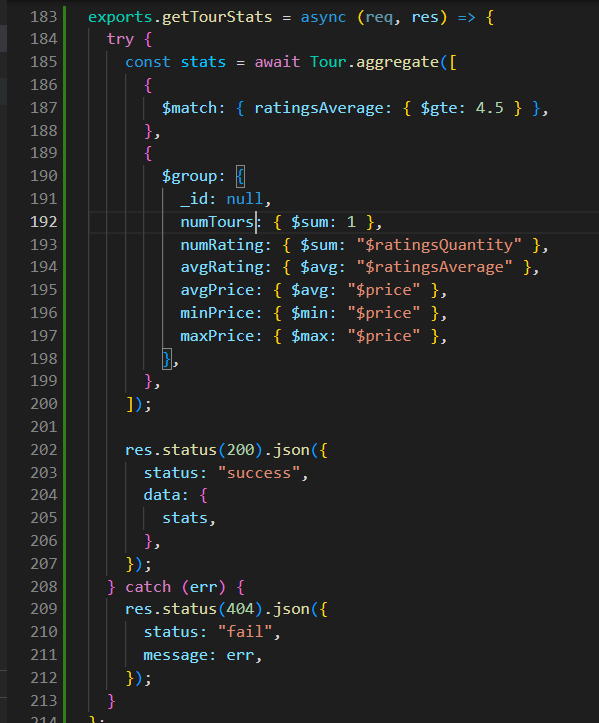 183 exports.getTourStats = async (req, res) => {
184 try {
185 const stats = await Tour.aggregate([
186 {
187 $match: { ratingsAverage: { $gte: 4.5 } },
188 },
189 {
190 $group: {
191 _id: null,
192 numTours: { $sum: 1 },
193 numRating: { $sum: "$ratingsQuantity" },
194 avgRating: { $avg: "$ratingsAverage" },
195 avgPrice: { $avg: "$price" },
196 minPrice: { $min: "$price" },
197 maxPrice: { $max: "$price" },
198 },
199 },
200 ]);
201
202 res.status(200).json({
203 status: "success",
204 data: {
205 stats,
206 },
207 });
208 } catch (err) {
209 res.status(404).json({
210 status: "fail",
211 message: err,
212 });
213 }
214 };